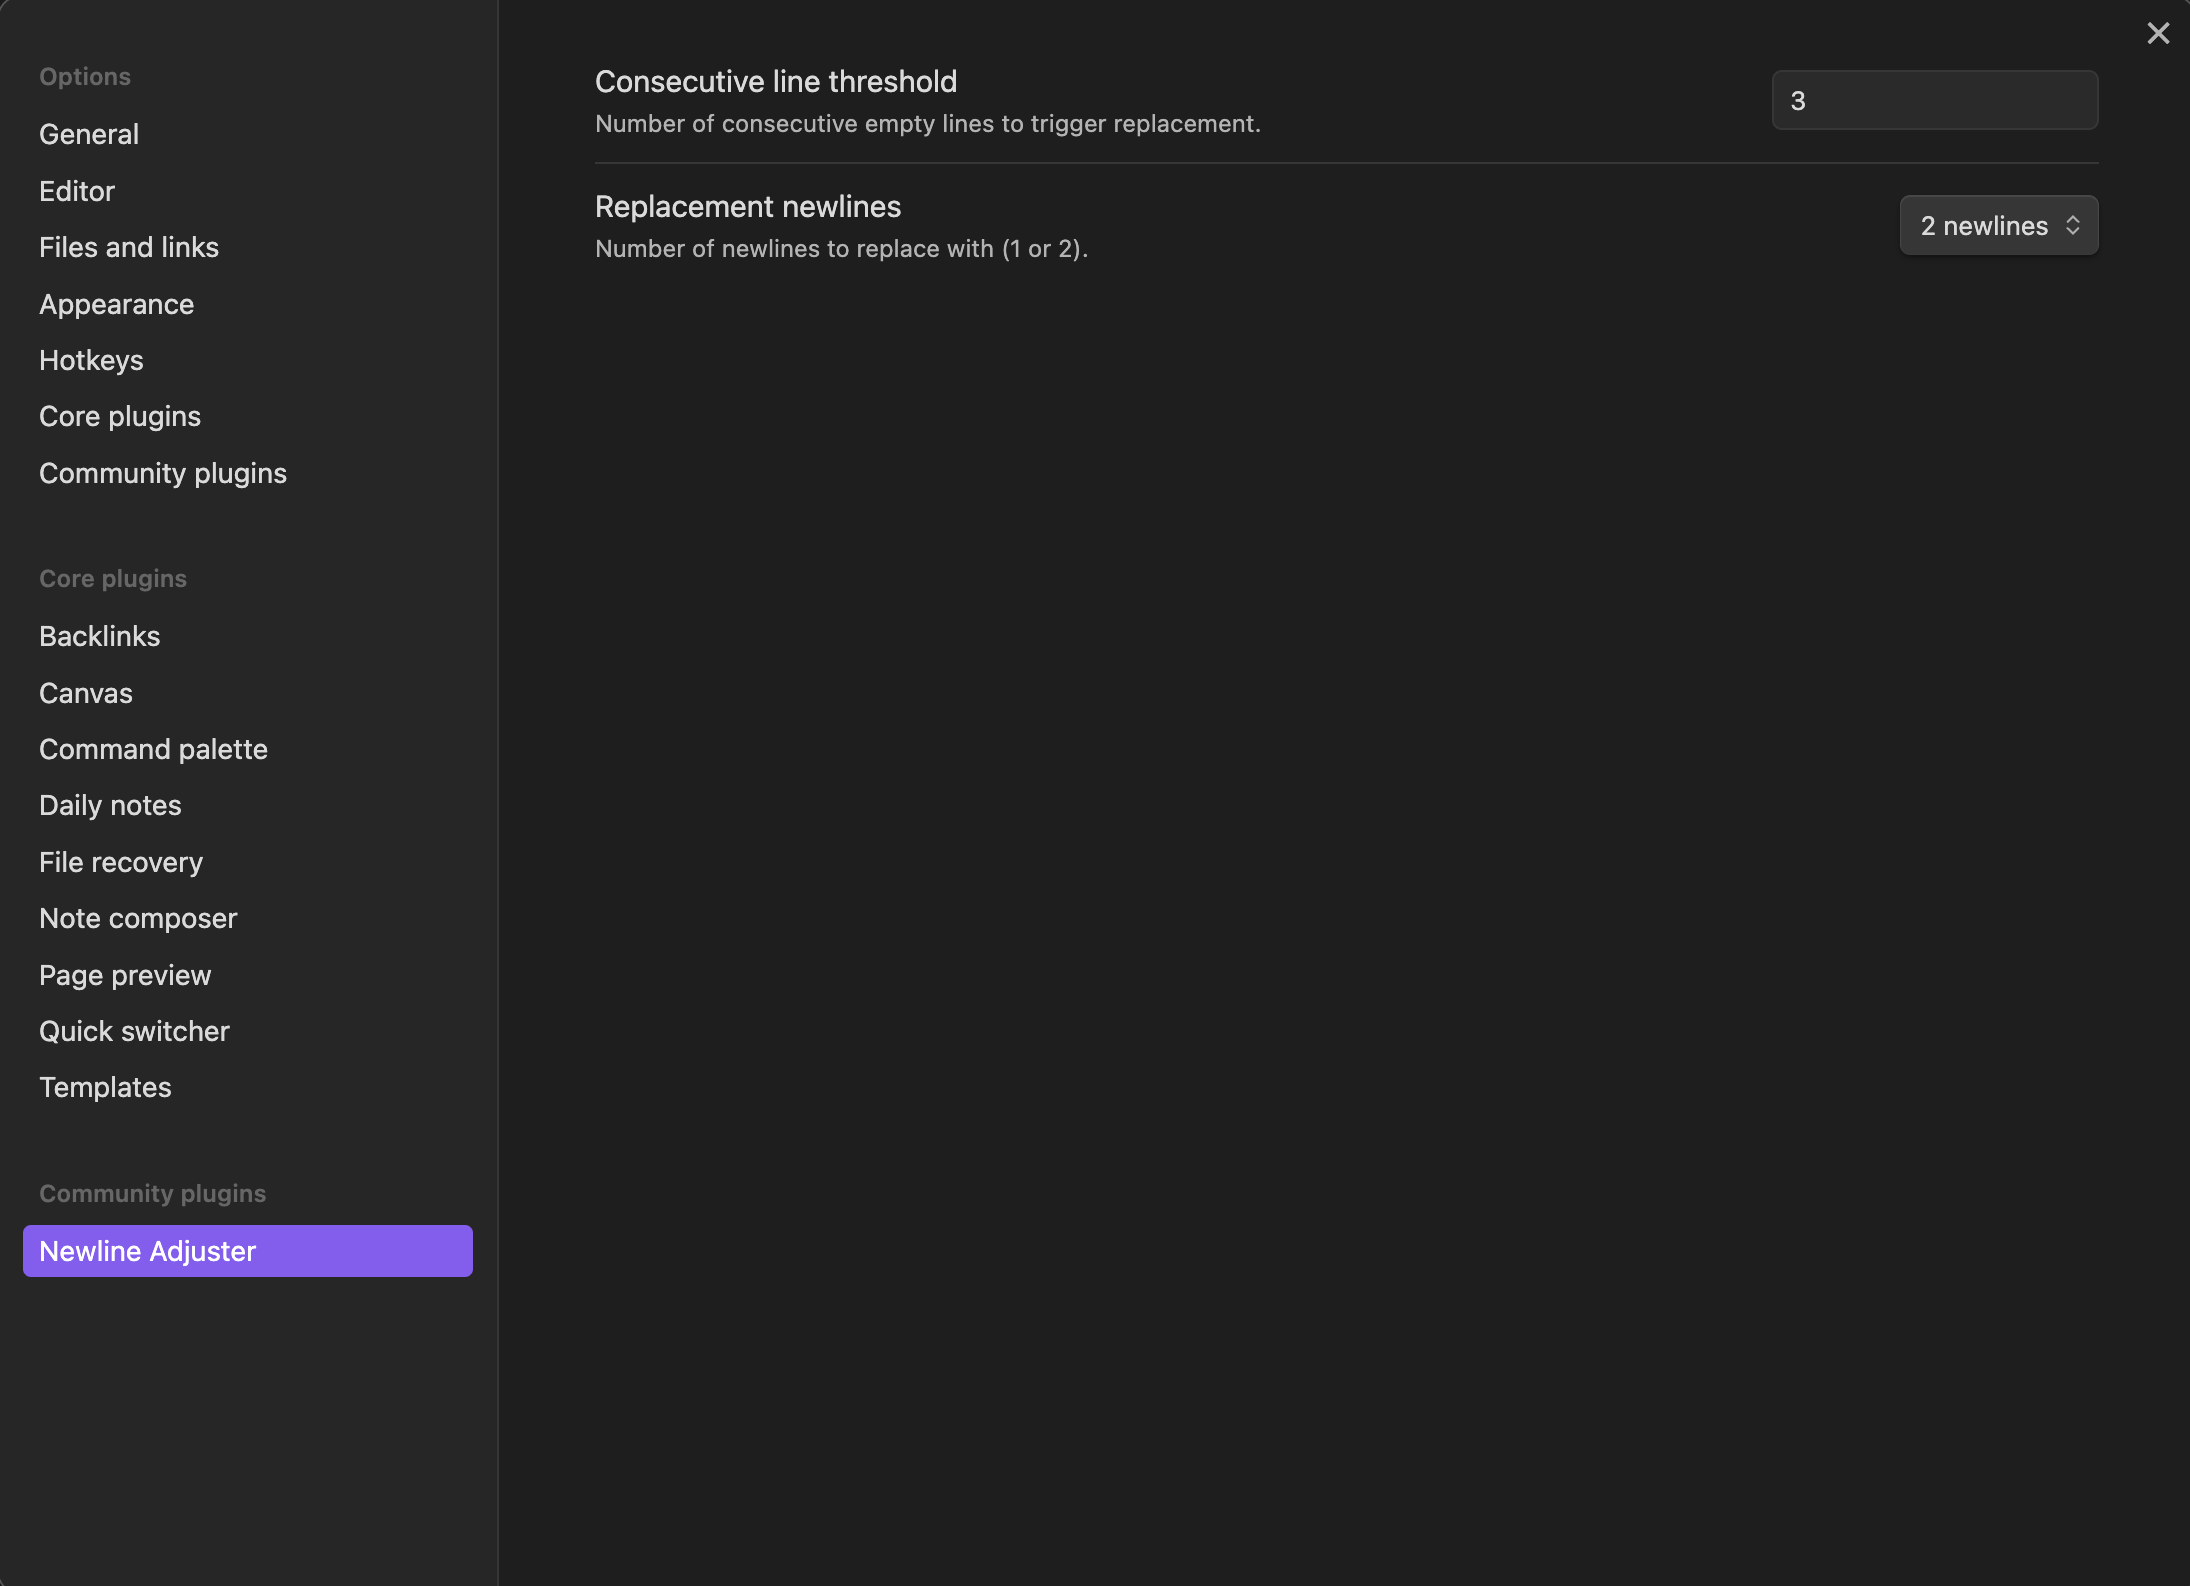 Options
General
Editor
Files and links
Appearance
Hotkeys
Core plugins
Community plugins
Core plugins
Backlinks
Canvas
Command palette
Daily notes
File recovery
Note composer
Page preview
Quick switcher
Templates
Community plugins
Newline Adjuster
Consecutive line threshold
Number of consecutive empty lines to trigger replacement.
3
Replacement newlines
Number of newlines to replace with (1 or 2).
2 newlines